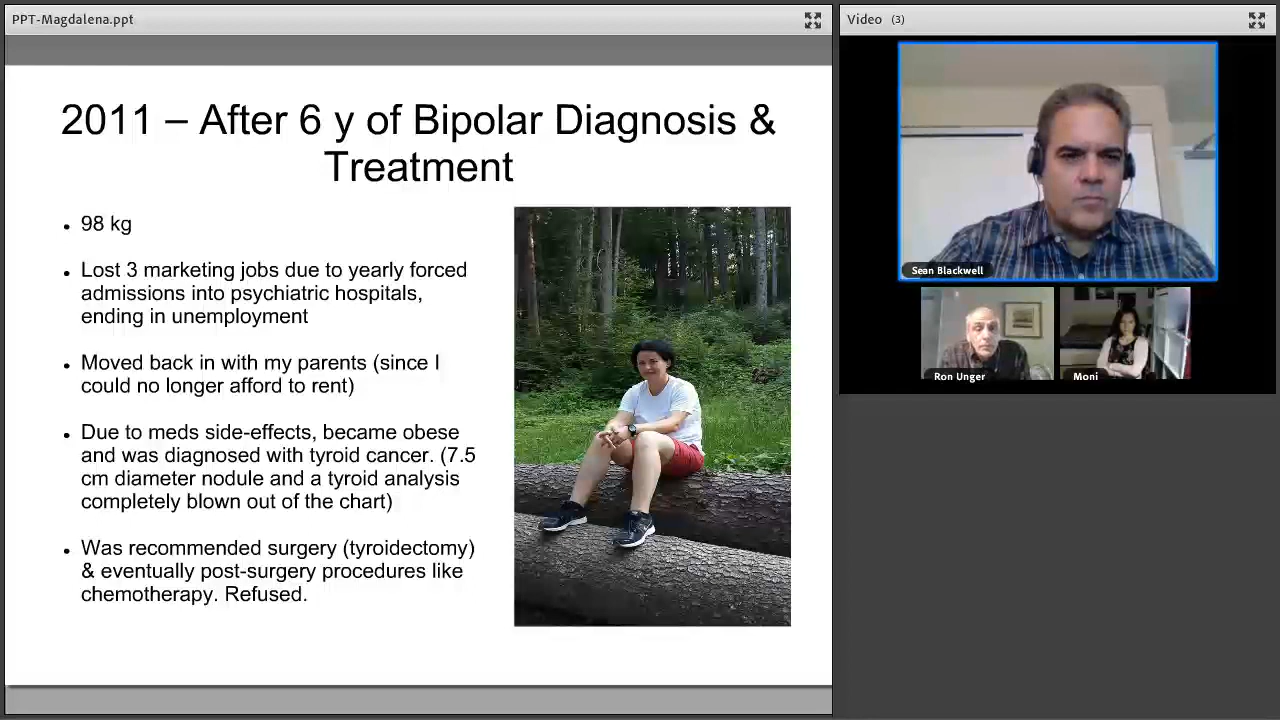 PPT-Magdalena.ppt
2011 – After 6 y of Bipolar Diagnosis &
Treatment
• 98 kg
• Lost 3 marketing jobs due to yearly forced
admissions into psychiatric hospitals,
ending in unemployment
• Moved back in with my parents (since I
could no longer afford to rent)
• Due to meds side-effects, became obese
and was diagnosed with tyroid cancer. (7.5
cm diameter nodule and a tyroid analysis
completely blown out of the chart)
• Was recommended surgery (tyroidectomy)
& eventually post-surgery procedures like
chemotherapy. Refused.
Video (3)
Sean Blackwell
Ron Unger
Moni